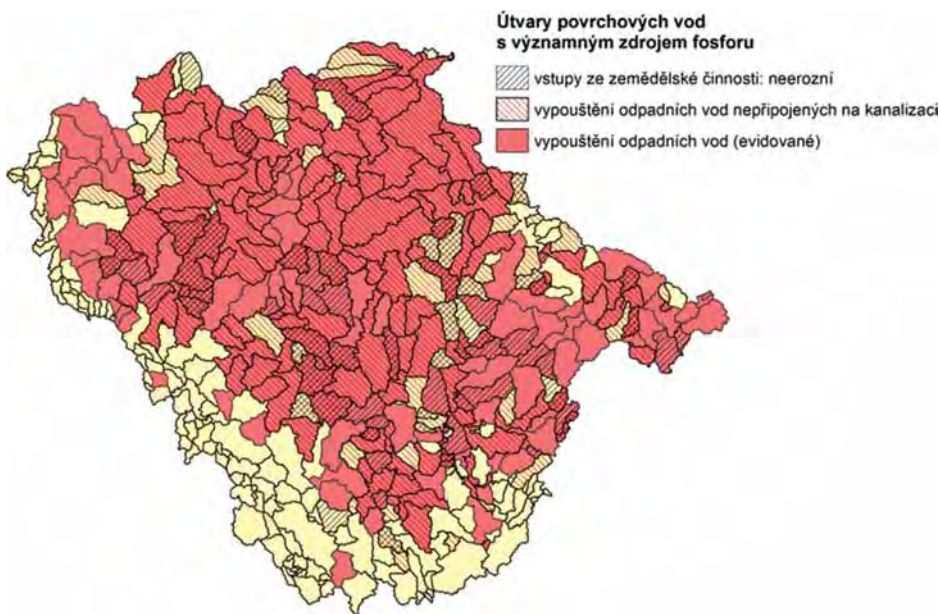 Útvary povrchových vod
s významným zdrojem fosforu
vstupy ze zemědělské činnosti: neerozní
vypouštění odpadních vod nepřipojených na kanalizaci
vypouštění odpadních vod (evidované)